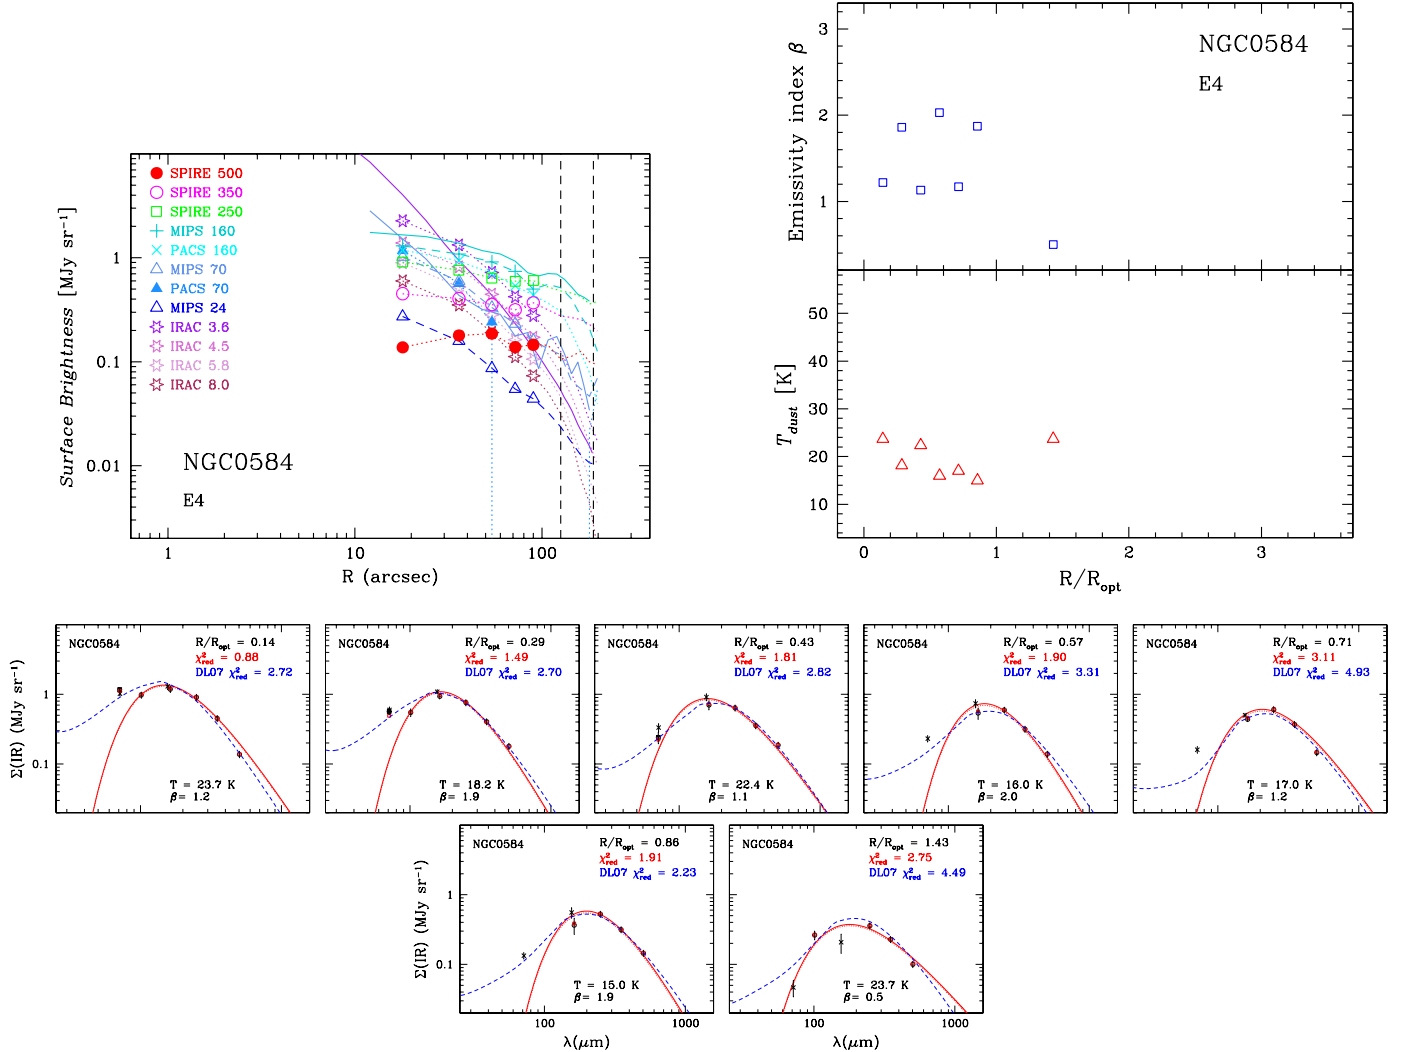 SPIRE 500
SPIRE 350
SPIRE 250
MIPS 160
PACS 160
MIPS 70
PACS 70
MIPS 24
IRAC 3.6
IRAC 4.5
IRAC 5.8
IRAC 8.0
NGC0584
E4
Surface Brightness [MJy sr⁻¹]
1
0.1
0.01
1
10
100
R (arcsec)
NGC0584
E4
Emissivity index β
3
2
1
T_dust [K]
50
40
30
20
10
0
1
2
3
R/R_opt
NGC0584
R/R_opt = 0.14
χ²_red = 0.88
DL07 χ²_red = 2.72
T = 23.7 K
β= 1.2
Σ(IR) (MJy sr⁻¹)
1
0.1
NGC0584
R/R_opt = 0.29
χ²_red = 1.49
DL07 χ²_red = 2.70
T = 18.2 K
β= 1.9
NGC0584
R/R_opt = 0.43
χ²_red = 1.81
DL07 χ²_red = 2.82
T = 22.4 K
β= 1.1
NGC0584
R/R_opt = 0.57
χ²_red = 1.90
DL07 χ²_red = 3.31
T = 16.0 K
β= 2.0
NGC0584
R/R_opt = 0.71
χ²_red = 3.11
DL07 χ²_red = 4.93
T = 17.0 K
β= 1.2
NGC0584
R/R_opt = 0.86
χ²_red = 1.91
DL07 χ²_red = 2.23
T = 15.0 K
β= 1.9
Σ(IR) (MJy sr⁻¹)
1
0.1
100
1000
λ(μm)
NGC0584
R/R_opt = 1.43
χ²_red = 2.75
DL07 χ²_red = 4.49
T = 23.7 K
β= 0.5
100
1000
λ(μm)